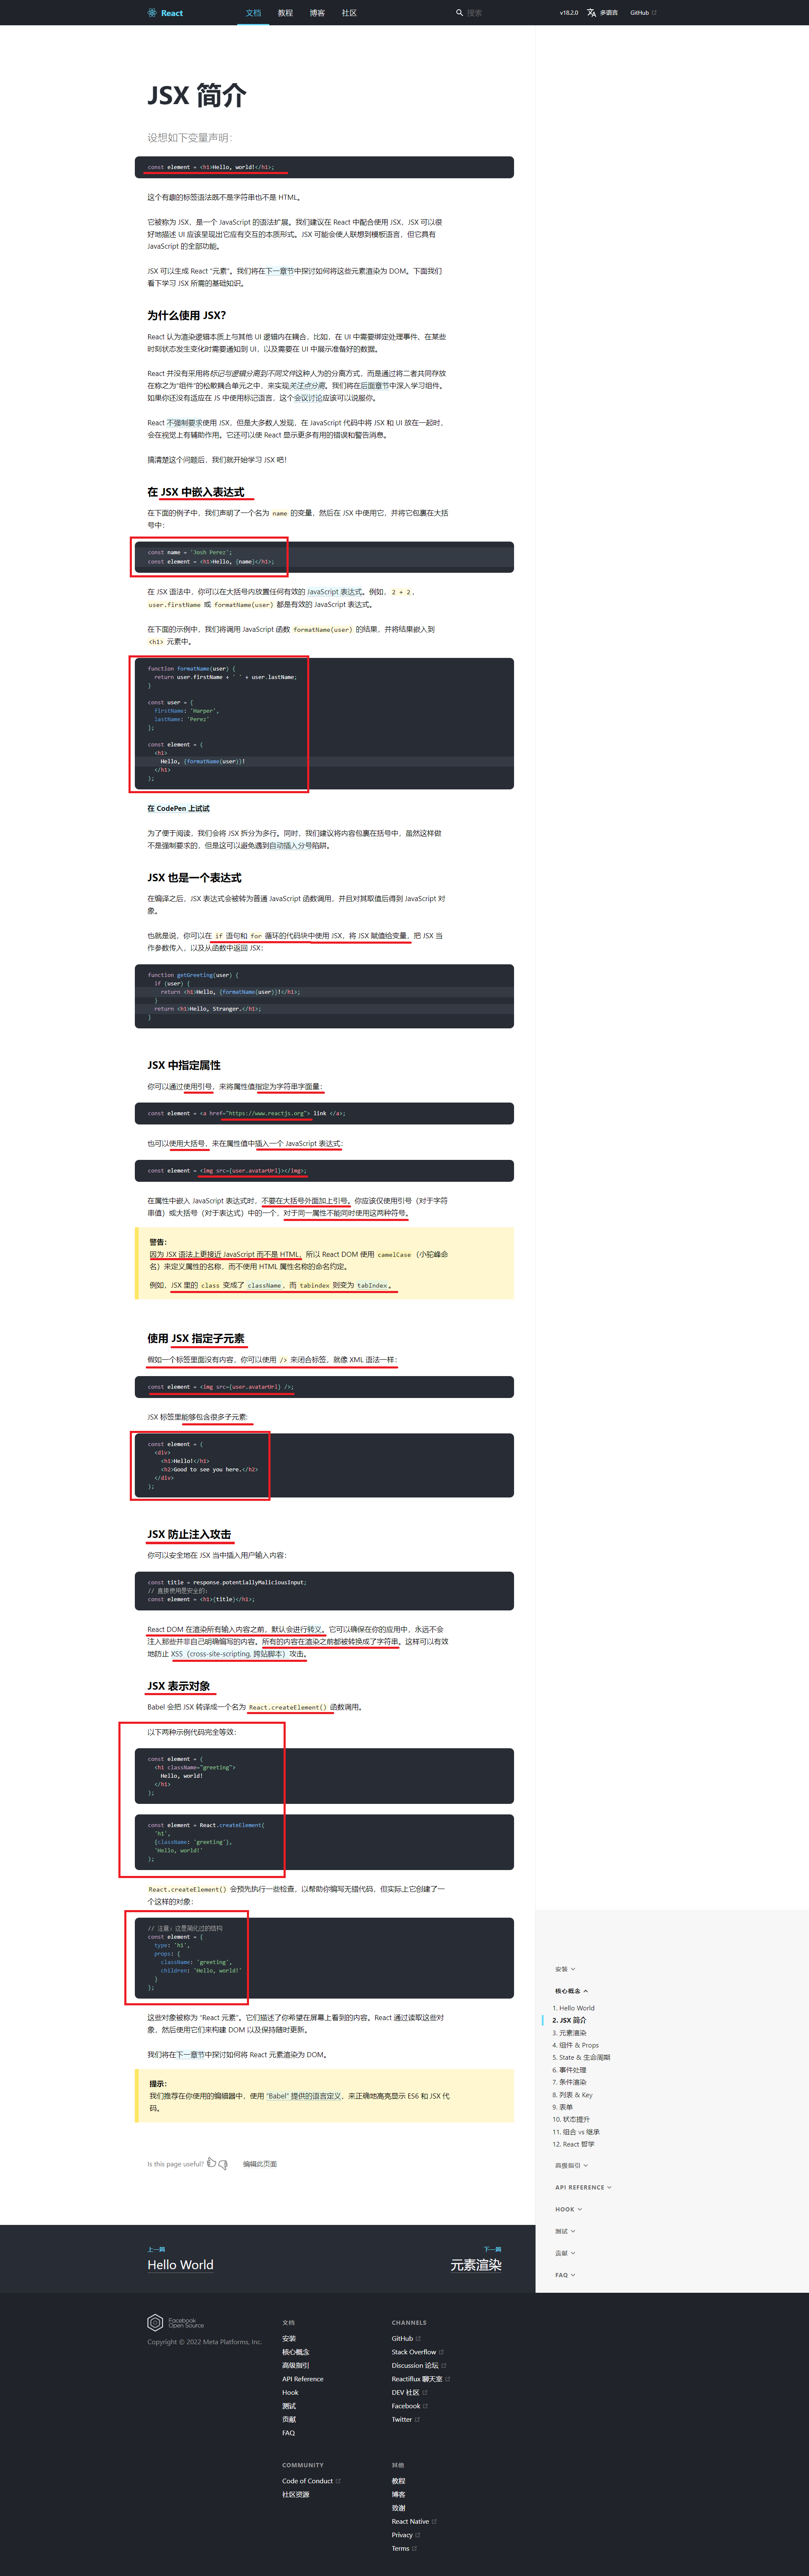 React
文档
教程
博客
社区
搜索
v18.2.0
多语言
GitHub
JSX 简介
设想如下变量声明：
const element = <h1>Hello, world!</h1>;
这个有趣的标签语法既不是字符串也不是 HTML。
它被称为 JSX，是一个 JavaScript 的语法扩展。我们建议在 React 中配合使用 JSX，JSX 可以很
好地描述 UI 应该呈现出它应有交互的本质形式。JSX 可能会使人联想到模板语言，但它具有
JavaScript 的全部功能。
JSX 可以生成 React “元素”。我们将在下一章节中探讨如何将这些元素渲染为 DOM。下面我们
看下学习 JSX 所需的基础知识。
为什么使用 JSX？
React 认为渲染逻辑本质上与其他 UI 逻辑内在耦合，比如，在 UI 中需要绑定处理事件、在某些
时刻状态发生变化时需要通知到 UI，以及需要在 UI 中展示准备好的数据。
React 并没有采用将标记与逻辑分离到不同文件这种人为的分离方式，而是通过将二者共同存放
在称之为“组件”的松散耦合单元之中，来实现关注点分离。我们将在后面章节中深入学习组件。
如果你还没有适应在 JS 中使用标记语言，这个会议讨论应该可以说服你。
React 不强制要求使用 JSX，但是大多数人发现，在 JavaScript 代码中将 JSX 和 UI 放在一起时，
会在视觉上有辅助作用。它还可以使 React 显示更多有用的错误和警告消息。
搞清楚这个问题后，我们就开始学习 JSX 吧！
在 JSX 中嵌入表达式
在下面的例子中，我们声明了一个名为 name 的变量，然后在 JSX 中使用它，并将它包裹在大括
号中：
const name = 'Josh Perez';
const element = <h1>Hello, {name}</h1>;
在 JSX 语法中，你可以在大括号内放置任何有效的 JavaScript 表达式。例如，2 + 2，
user.firstName 或 formatName(user) 都是有效的 JavaScript 表达式。
在下面的示例中，我们将调用 JavaScript 函数 formatName(user) 的结果，并将结果嵌入到
<h1> 元素中。
function formatName(user) {
return user.firstName + ' ' + user.lastName;
}
const user = {
firstName: 'Harper',
lastName: 'Perez'
};
const element = (
<h1>
Hello, {formatName(user)}!
</h1>
);
在 CodePen 上试试
为了便于阅读，我们会将 JSX 拆分为多行。同时，我们建议将内容包裹在括号中，虽然这样做
不是强制要求的，但是这可以避免遇到自动插入分号陷阱。
JSX 也是一个表达式
在编译之后，JSX 表达式会被转为普通 JavaScript 函数调用，并且对其取值后得到 JavaScript 对
象。
也就是说，你可以在 if 语句和 for 循环的代码块中使用 JSX，将 JSX 赋值给变量，把 JSX 当
作参数传入，以及从函数中返回 JSX：
function getGreeting(user) {
if (user) {
return <h1>Hello, {formatName(user)}!</h1>;
}
return <h1>Hello, Stranger.</h1>;
}
JSX 中指定属性
你可以通过使用引号，来将属性值指定为字符串字面量：
const element = <a href="https://www.reactjs.org"> link </a>;
也可以使用大括号，来在属性值中插入一个 JavaScript 表达式：
const element = <img src={user.avatarUrl}></img>;
在属性中嵌入 JavaScript 表达式时，不要在大括号外面加上引号。你应该仅使用引号（对于字符
串值）或大括号（对于表达式）中的一个，对于同一属性不能同时使用这两种符号。
警告：
因为 JSX 语法上更接近 JavaScript 而不是 HTML，所以 React DOM 使用 camelCase（小驼峰命
名）来定义属性的名称，而不使用 HTML 属性名称的命名约定。
例如，JSX 里的 class 变成了 className，而 tabindex 则变为 tabIndex。
使用 JSX 指定子元素
假如一个标签里面没有内容，你可以使用 /> 来闭合标签，就像 XML 语法一样：
const element = <img src={user.avatarUrl} />;
JSX 标签里能够包含很多子元素:
const element = (
<div>
<h1>Hello!</h1>
<h2>Good to see you here.</h2>
</div>
);
JSX 防止注入攻击
你可以安全地在 JSX 当中插入用户输入内容：
const title = response.potentiallyMaliciousInput;
// 直接使用是安全的：
const element = <h1>{title}</h1>;
React DOM 在渲染所有输入内容之前，默认会进行转义。它可以确保在你的应用中，永远不会
注入那些并非自己明确编写的内容。所有的内容在渲染之前都被转换成了字符串。这样可以有效
地防止 XSS（cross-site-scripting, 跨站脚本）攻击。
JSX 表示对象
Babel 会把 JSX 转译成一个名为 React.createElement() 函数调用。
以下两种示例代码完全等效：
const element = (
<h1 className="greeting">
Hello, world!
</h1>
);
const element = React.createElement(
'h1',
{className: 'greeting'},
'Hello, world!'
);
React.createElement() 会预先执行一些检查，以帮助你编写无错代码，但实际上它创建了一
个这样的对象：
// 注意：这是简化过的结构
const element = {
type: 'h1',
props: {
className: 'greeting',
children: 'Hello, world!'
}
};
这些对象被称为 “React 元素”。它们描述了你希望在屏幕上看到的内容。React 通过读取这些对
象，然后使用它们来构建 DOM 以及保持随时更新。
我们将在下一章节中探讨如何将 React 元素渲染为 DOM。
提示：
我们推荐在你使用的编辑器中，使用 “Babel” 提供的语言定义，来正确地高亮显示 ES6 和 JSX 代
码。
Is this page useful?
编辑此页面
安装
核心概念
1. Hello World
2. JSX 简介
3. 元素渲染
4. 组件 & Props
5. State & 生命周期
6. 事件处理
7. 条件渲染
8. 列表 & Key
9. 表单
10. 状态提升
11. 组合 vs 继承
12. React 哲学
高级指引
API REFERENCE
HOOK
测试
贡献
FAQ
上一篇
Hello World
下一篇
元素渲染
Facebook
Open Source
Copyright © 2022 Meta Platforms, Inc.
文档
安装
核心概念
高级指引
API Reference
Hook
测试
贡献
FAQ
CHANNELS
GitHub
Stack Overflow
Discussion 论坛
Reactiflux 聊天室
DEV 社区
Facebook
Twitter
COMMUNITY
Code of Conduct
社区资源
其他
教程
博客
致谢
React Native
Privacy
Terms